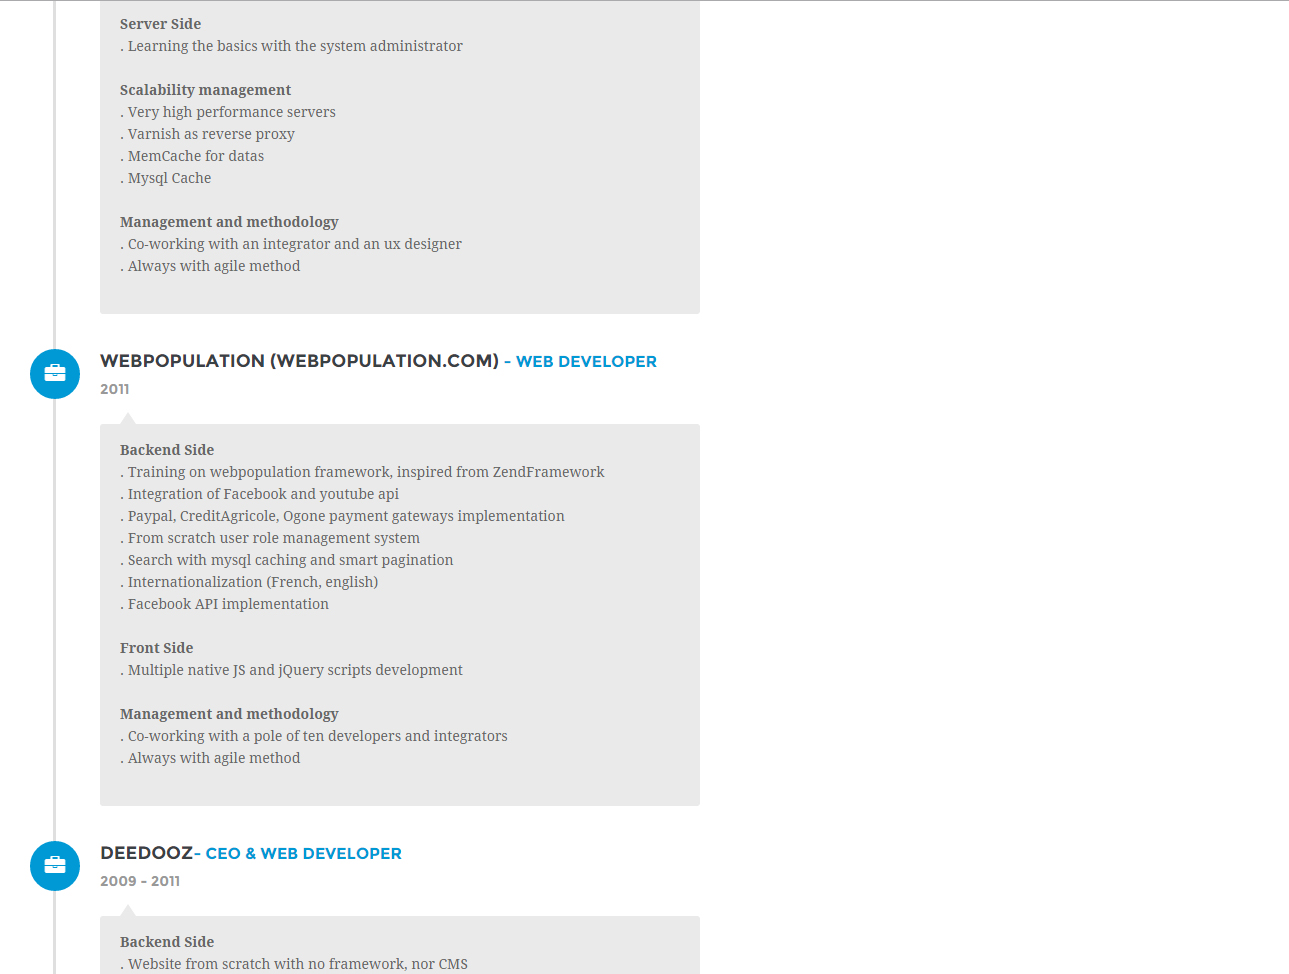 Server Side
. Learning the basics with the system administrator
Scalability management
. Very high performance servers
. Varnish as reverse proxy
. MemCache for datas
. Mysql Cache
Management and methodology
. Co-working with an integrator and an ux designer
. Always with agile method
WEBPOPULATION (WEBPOPULATION.COM) - WEB DEVELOPER
2011
Backend Side
. Training on webpopulation framework, inspired from ZendFramework
. Integration of Facebook and youtube api
. Paypal, CreditAgricole, Ogone payment gateways implementation
. From scratch user role management system
. Search with mysql caching and smart pagination
. Internationalization (French, english)
. Facebook API implementation
Front Side
. Multiple native JS and jQuery scripts development
Management and methodology
. Co-working with a pole of ten developers and integrators
. Always with agile method
DEEDOOZ- CEO & WEB DEVELOPER
2009 - 2011
Backend Side
. Website from scratch with no framework, nor CMS